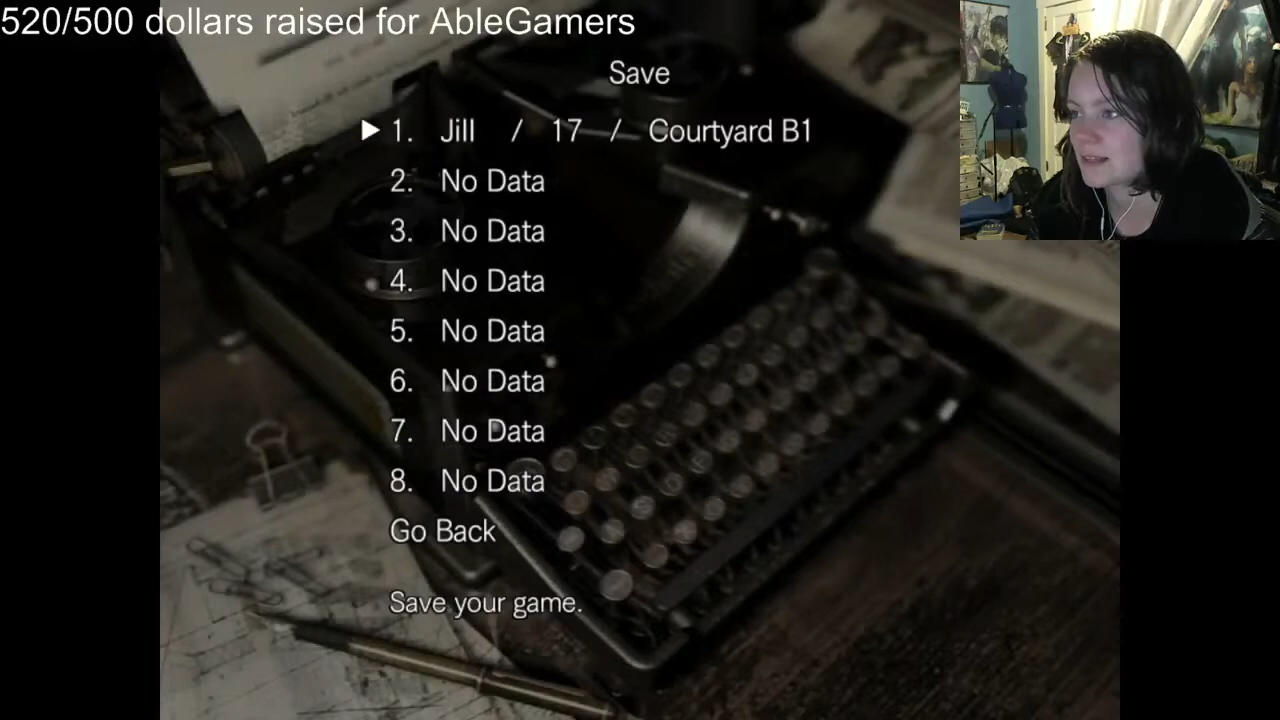 520/500 dollars raised for AbleGamers
Save
1. Jill / 17 / Courtyard B1
2. No Data
3. No Data
4. No Data
5. No Data
6. No Data
7. No Data
8. No Data
Go Back
Save your game.